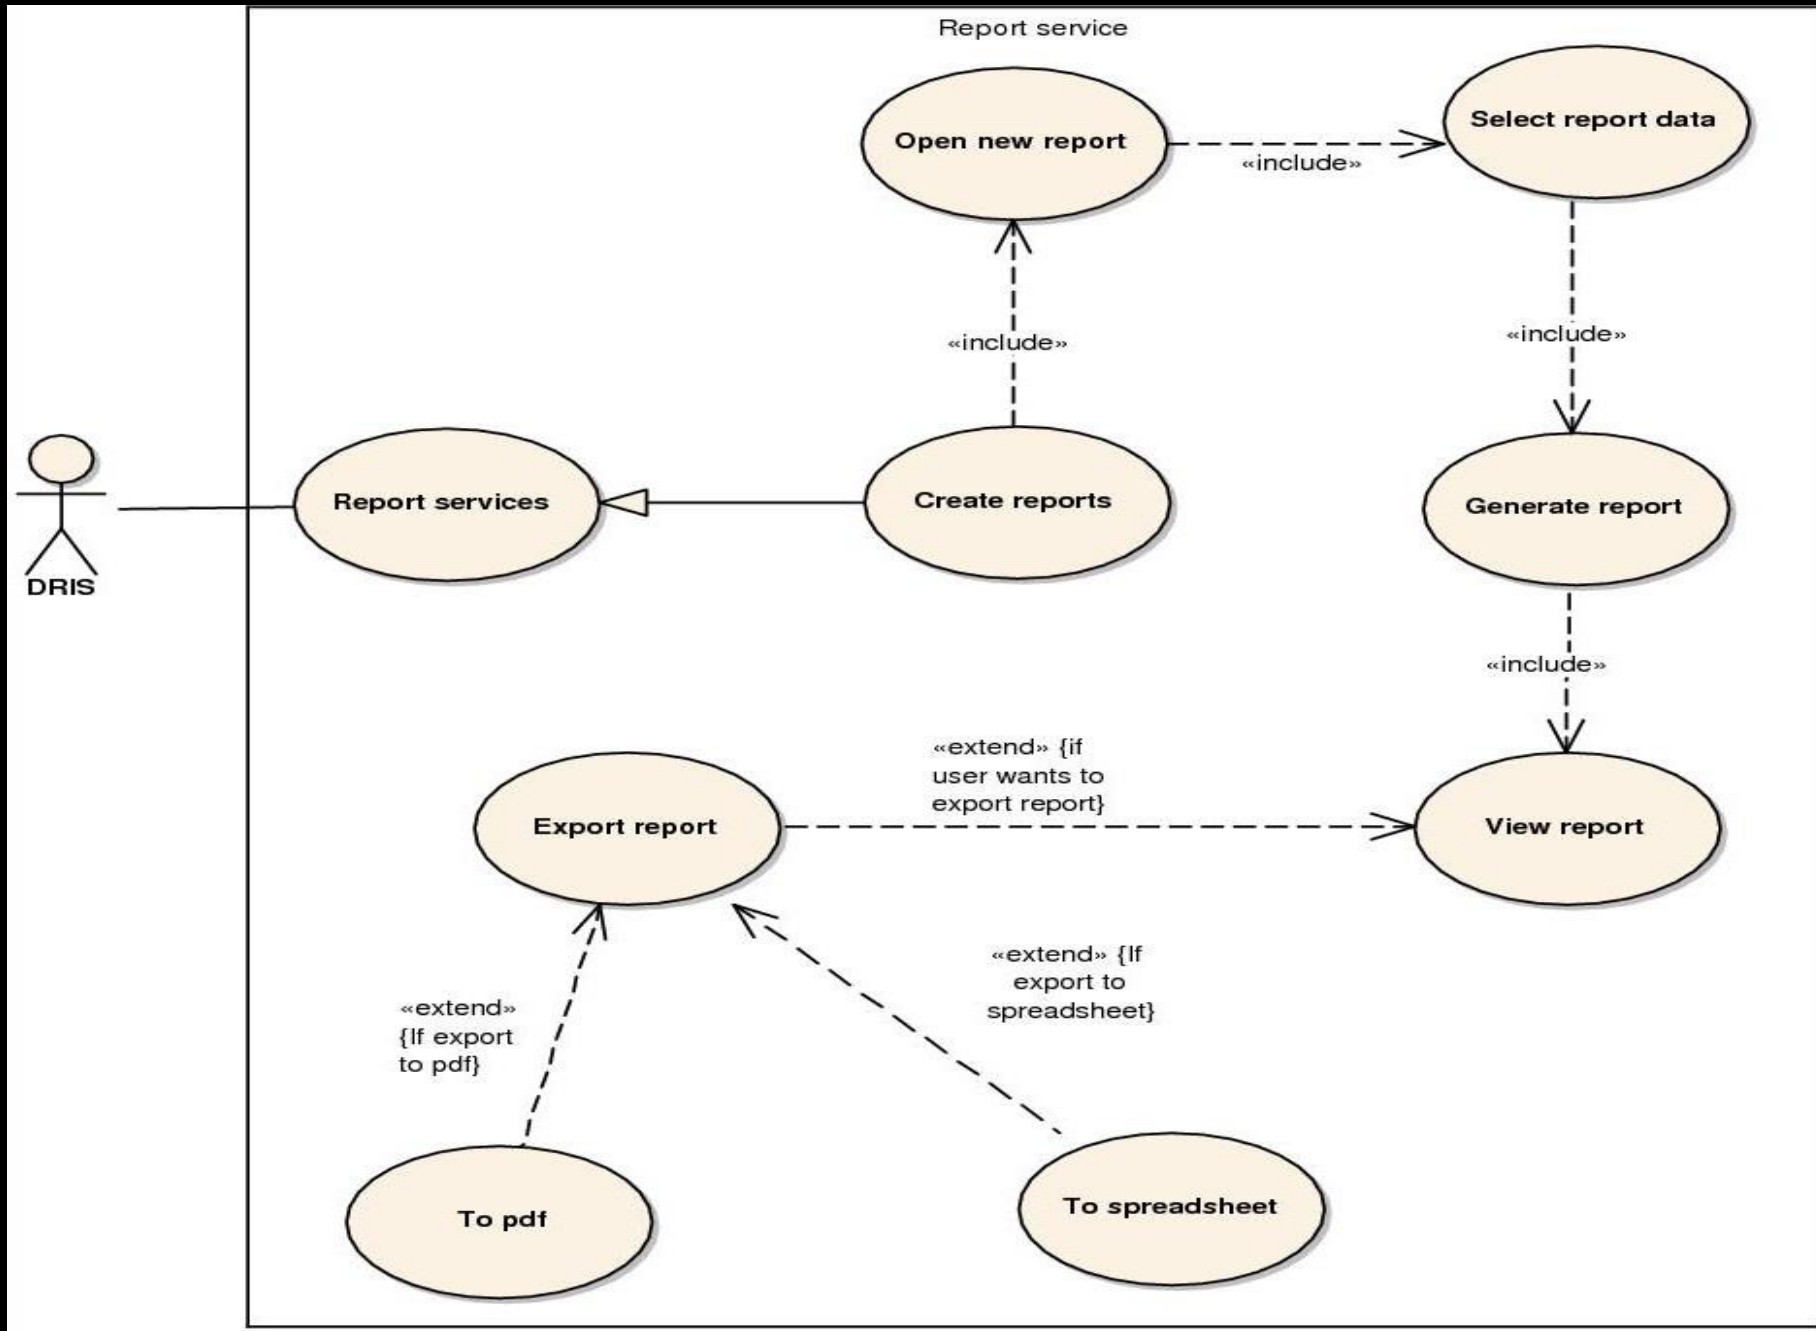 Report service
Select report data
Open new report
«include»
«include»
«include»
Report services
Create reports
Generate report
DRIS
«include»
«extend» {if
user wants to
export report}
Export report
View report
«extend» {If
export to
spreadsheet}
«extend»
{If export
to pdf}
To pdf
To spreadsheet